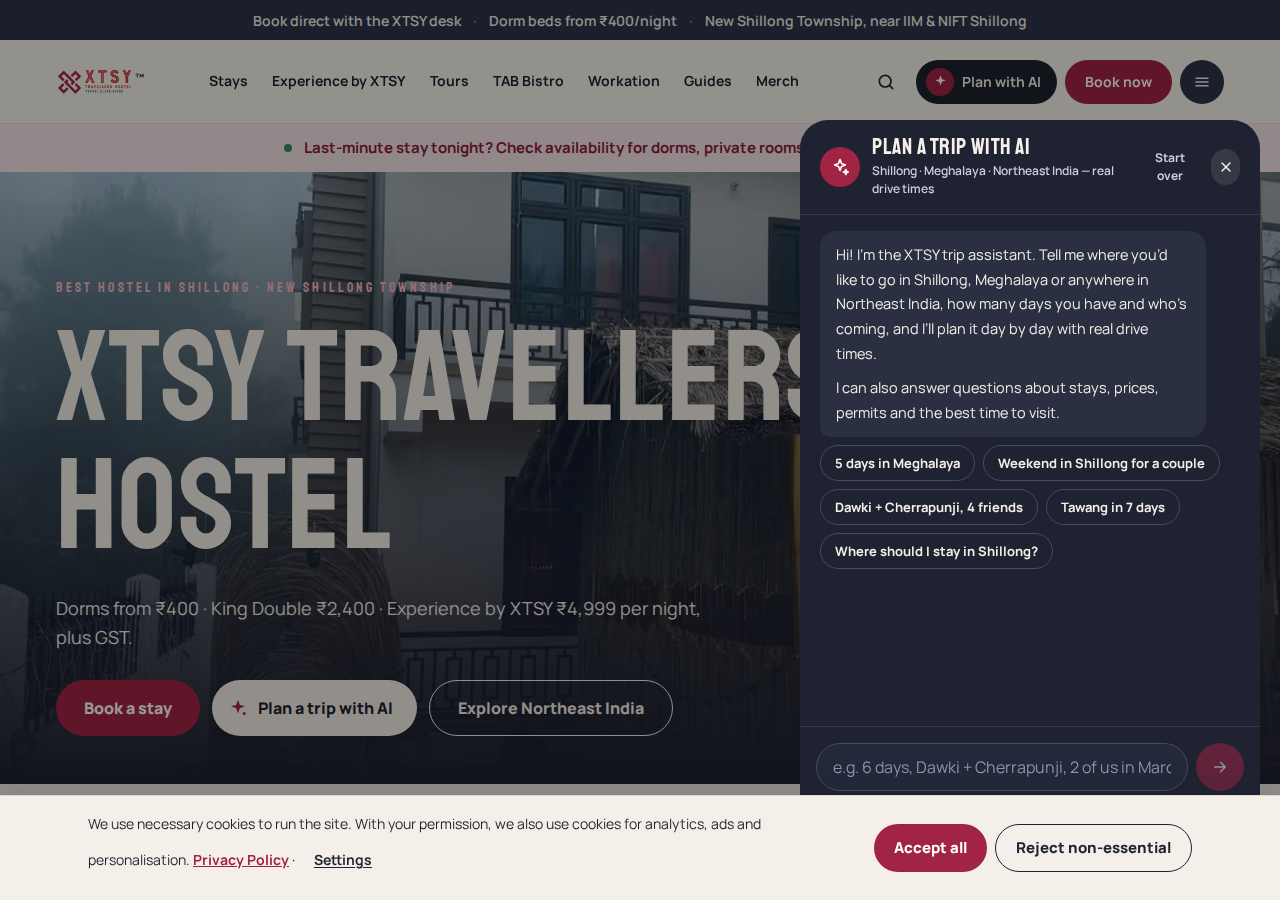 Book direct with the XTSY desk · Dorm beds from ₹400/night · New Shillong Township, near IIM & NIFT Shillong
XTSY™
TRAVELLERS HOSTEL
Stays Experience by XTSY Tours TAB Bistro Workation Guides Merch
Plan with AI
Book now
Last-minute stay tonight? Check availability for dorms, private rooms
BEST HOSTEL IN SHILLONG · NEW SHILLONG TOWNSHIP
XTSY TRAVELLERS
HOSTEL
Dorms from ₹400 · King Double ₹2,400 · Experience by XTSY ₹4,999 per night,
plus GST.
Book a stay
Plan a trip with AI
Explore Northeast India
PLAN A TRIP WITH AI
Shillong · Meghalaya · Northeast India — real
drive times
Start
over
Hi! I'm the XTSY trip assistant. Tell me where you'd
like to go in Shillong, Meghalaya or anywhere in
Northeast India, how many days you have and who's
coming, and I'll plan it day by day with real drive
times.
I can also answer questions about stays, prices,
permits and the best time to visit.
5 days in Meghalaya
Weekend in Shillong for a couple
Dawki + Cherrapunji, 4 friends
Tawang in 7 days
Where should I stay in Shillong?
e.g. 6 days, Dawki + Cherrapunji, 2 of us in Marc
We use necessary cookies to run the site. With your permission, we also use cookies for analytics, ads and
personalisation. Privacy Policy · Settings
Accept all
Reject non-essential